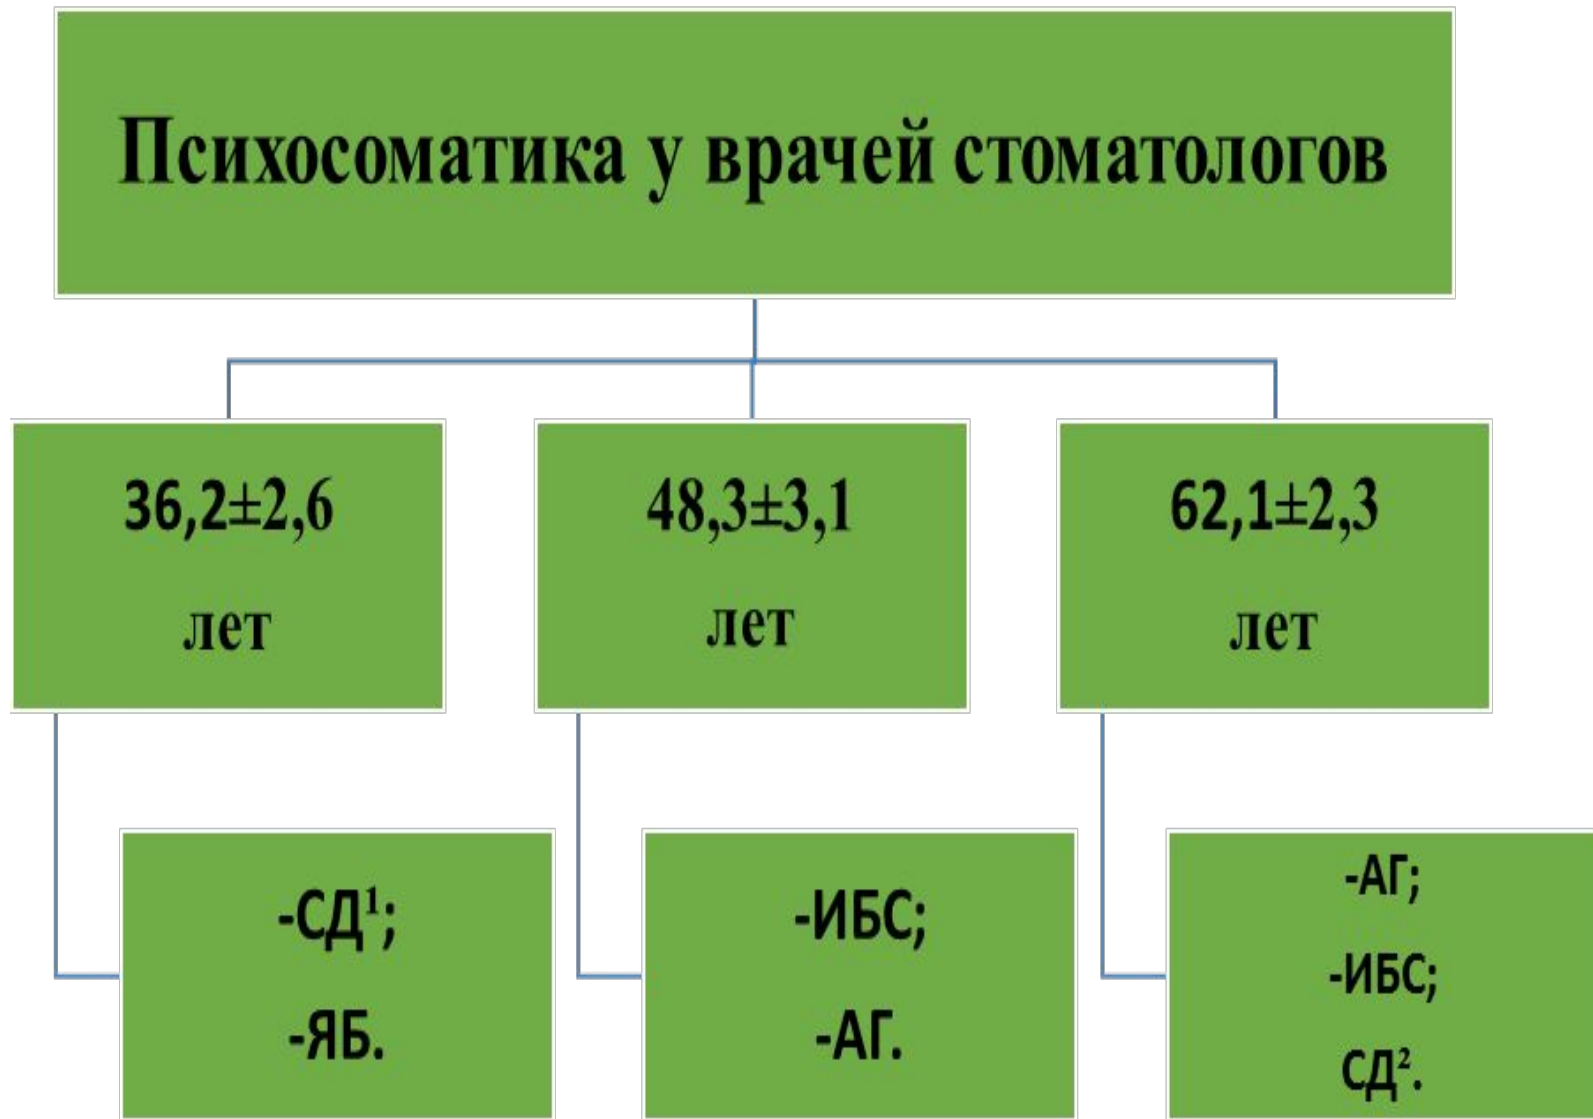 Психосоматика у врачей стоматологов
36,2±2,6
лет
48,3±3,1
лет
62,1±2,3
лет
-СД¹;
-ЯБ.
-ИБС;
-АГ.
-АГ;
-ИБС;
СД².